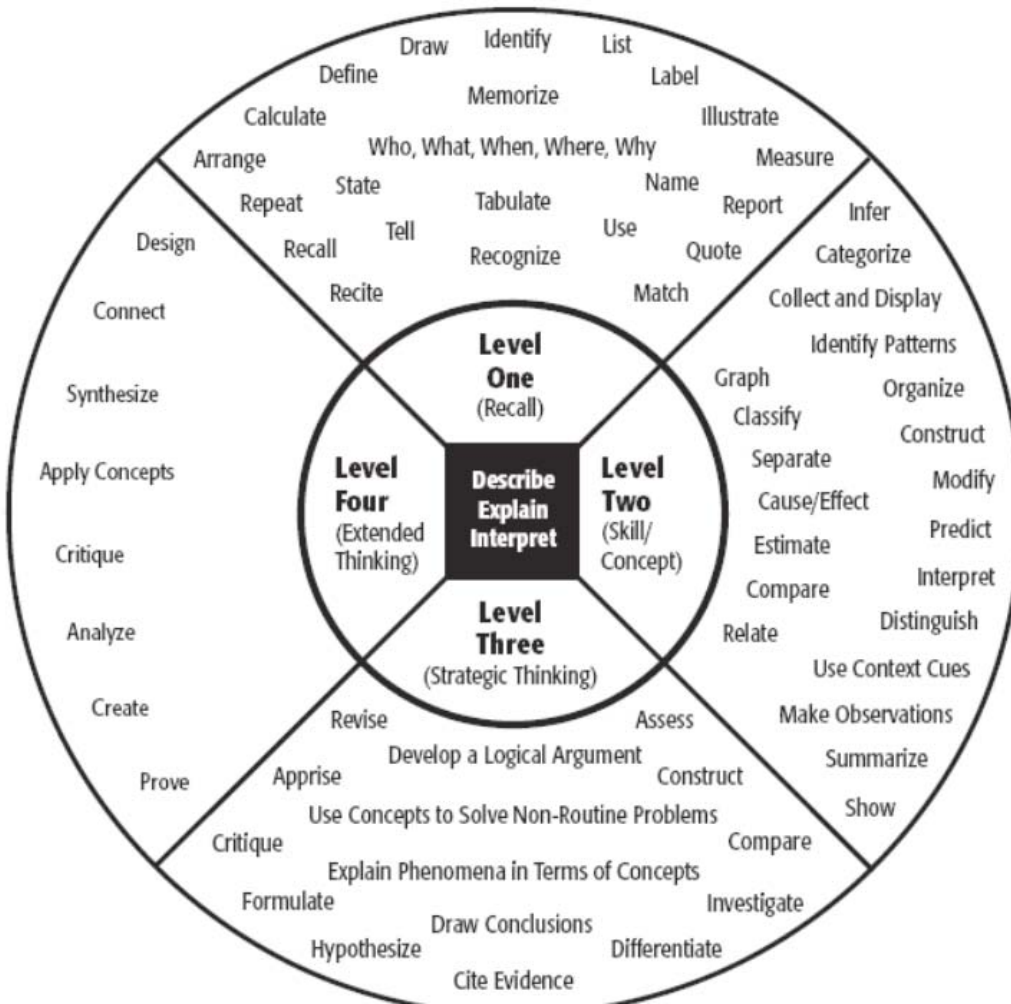 Draw
Identify
List
Define
Label
Memorize
Calculate
Illustrate
Who, What, When, Where, Why
Arrange
Measure
State
Name
Repeat
Tabulate
Report
Tell
Use
Recall
Recognize
Quote
Recite
Match
Level
One
(Recall)
Infer
Categorize
Collect and Display
Identify Patterns
Graph
Organize
Classify
Construct
Separate
Modify
Cause/Effect
Predict
Estimate
Interpret
Compare
Distinguish
Relate
Use Context Cues
Make Observations
Summarize
Show
Level
Two
(Skill/
Concept)
Describe
Explain
Interpret
Level
Three
(Strategic Thinking)
Revise
Assess
Develop a Logical Argument
Apprise
Construct
Use Concepts to Solve Non-Routine Problems
Critique
Compare
Explain Phenomena in Terms of Concepts
Formulate
Investigate
Draw Conclusions
Hypothesize
Differentiate
Cite Evidence
Level
Four
(Extended
Thinking)
Design
Connect
Synthesize
Apply Concepts
Critique
Analyze
Create
Prove